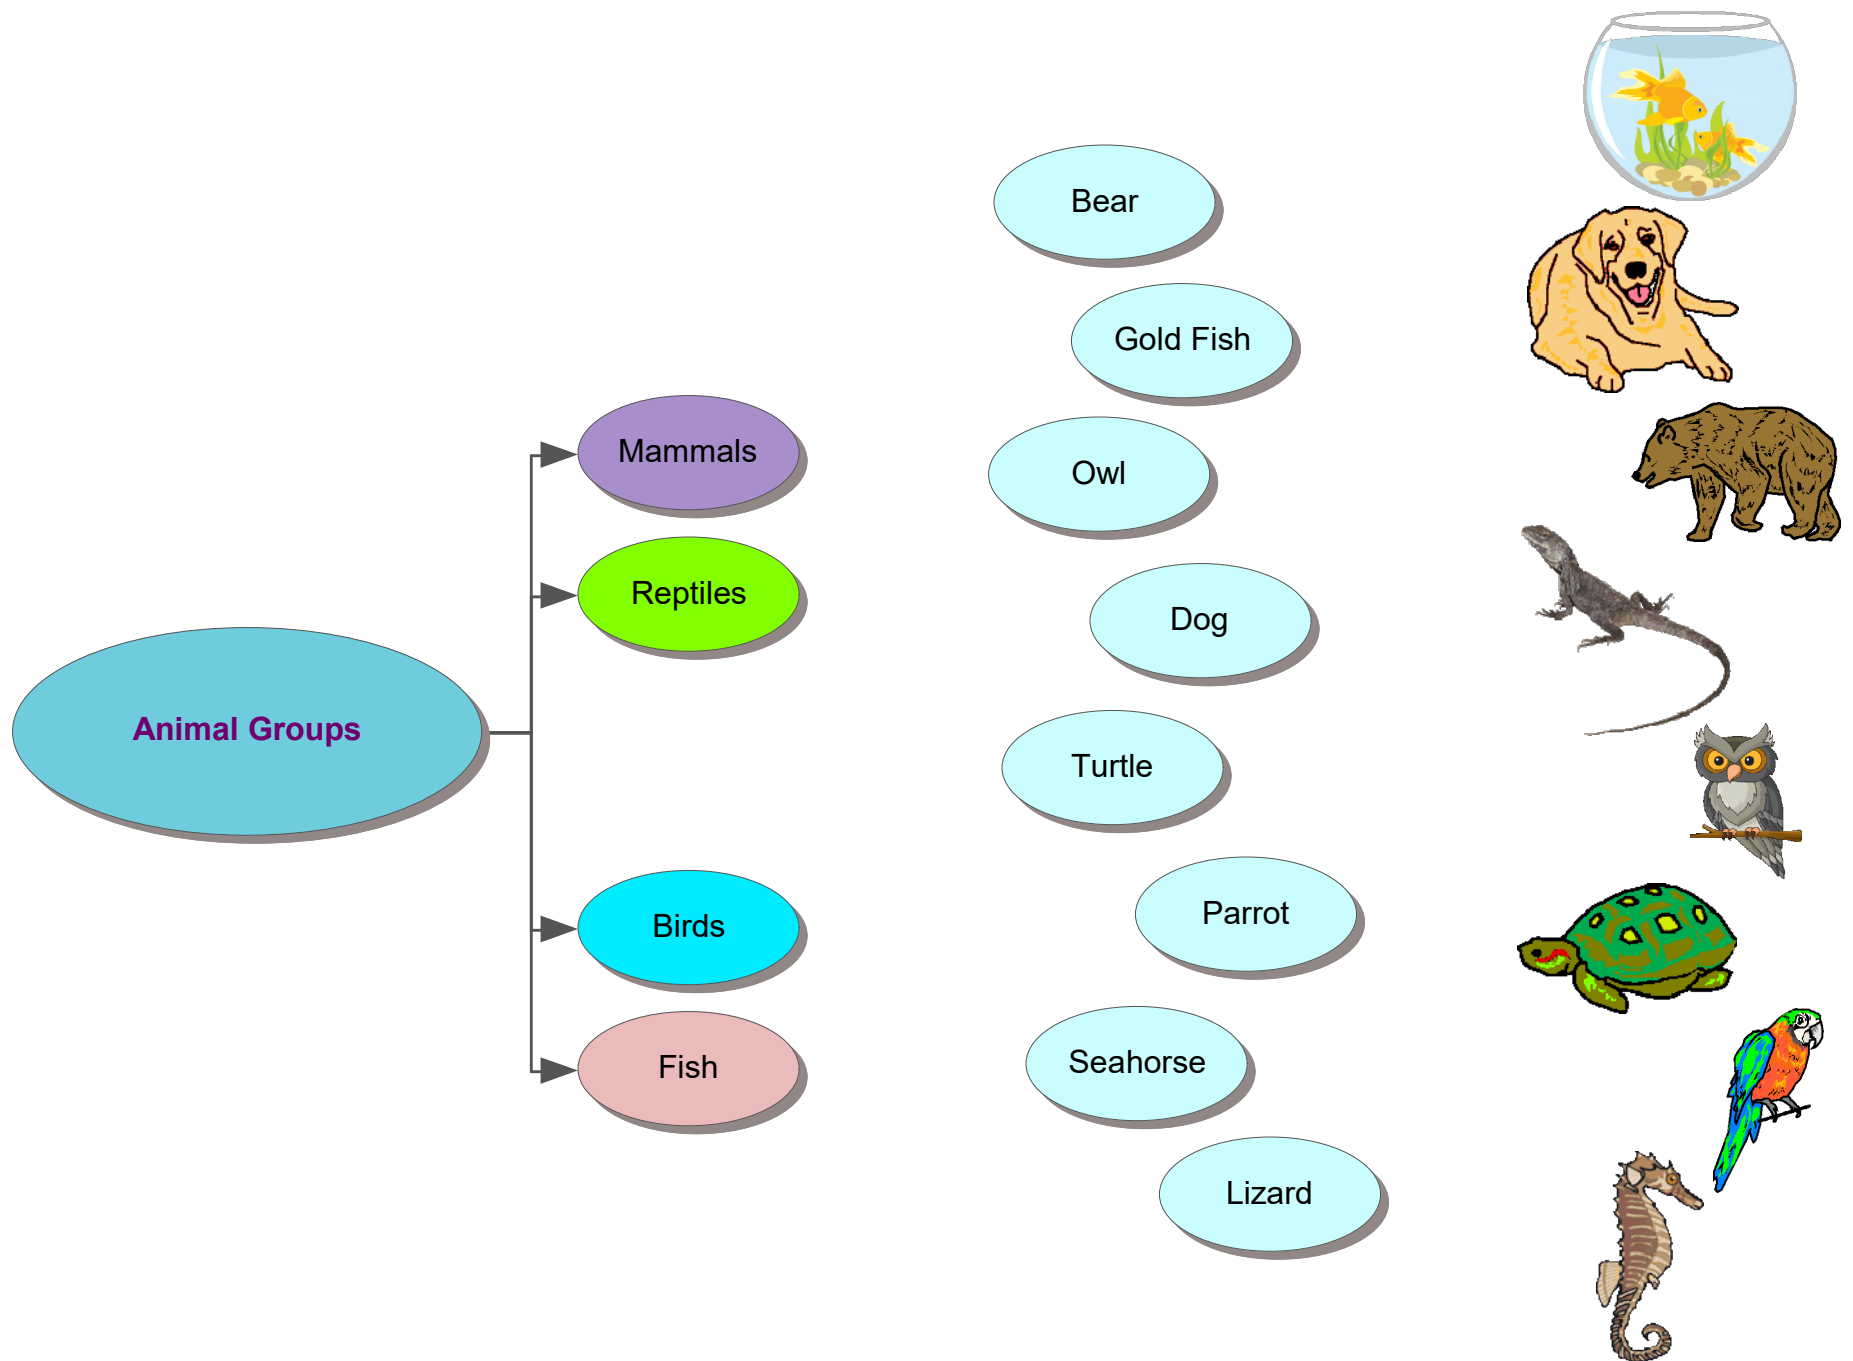 Animal Groups
Mammals
Reptiles
Birds
Fish
Bear
Gold Fish
Owl
Dog
Turtle
Parrot
Seahorse
Lizard